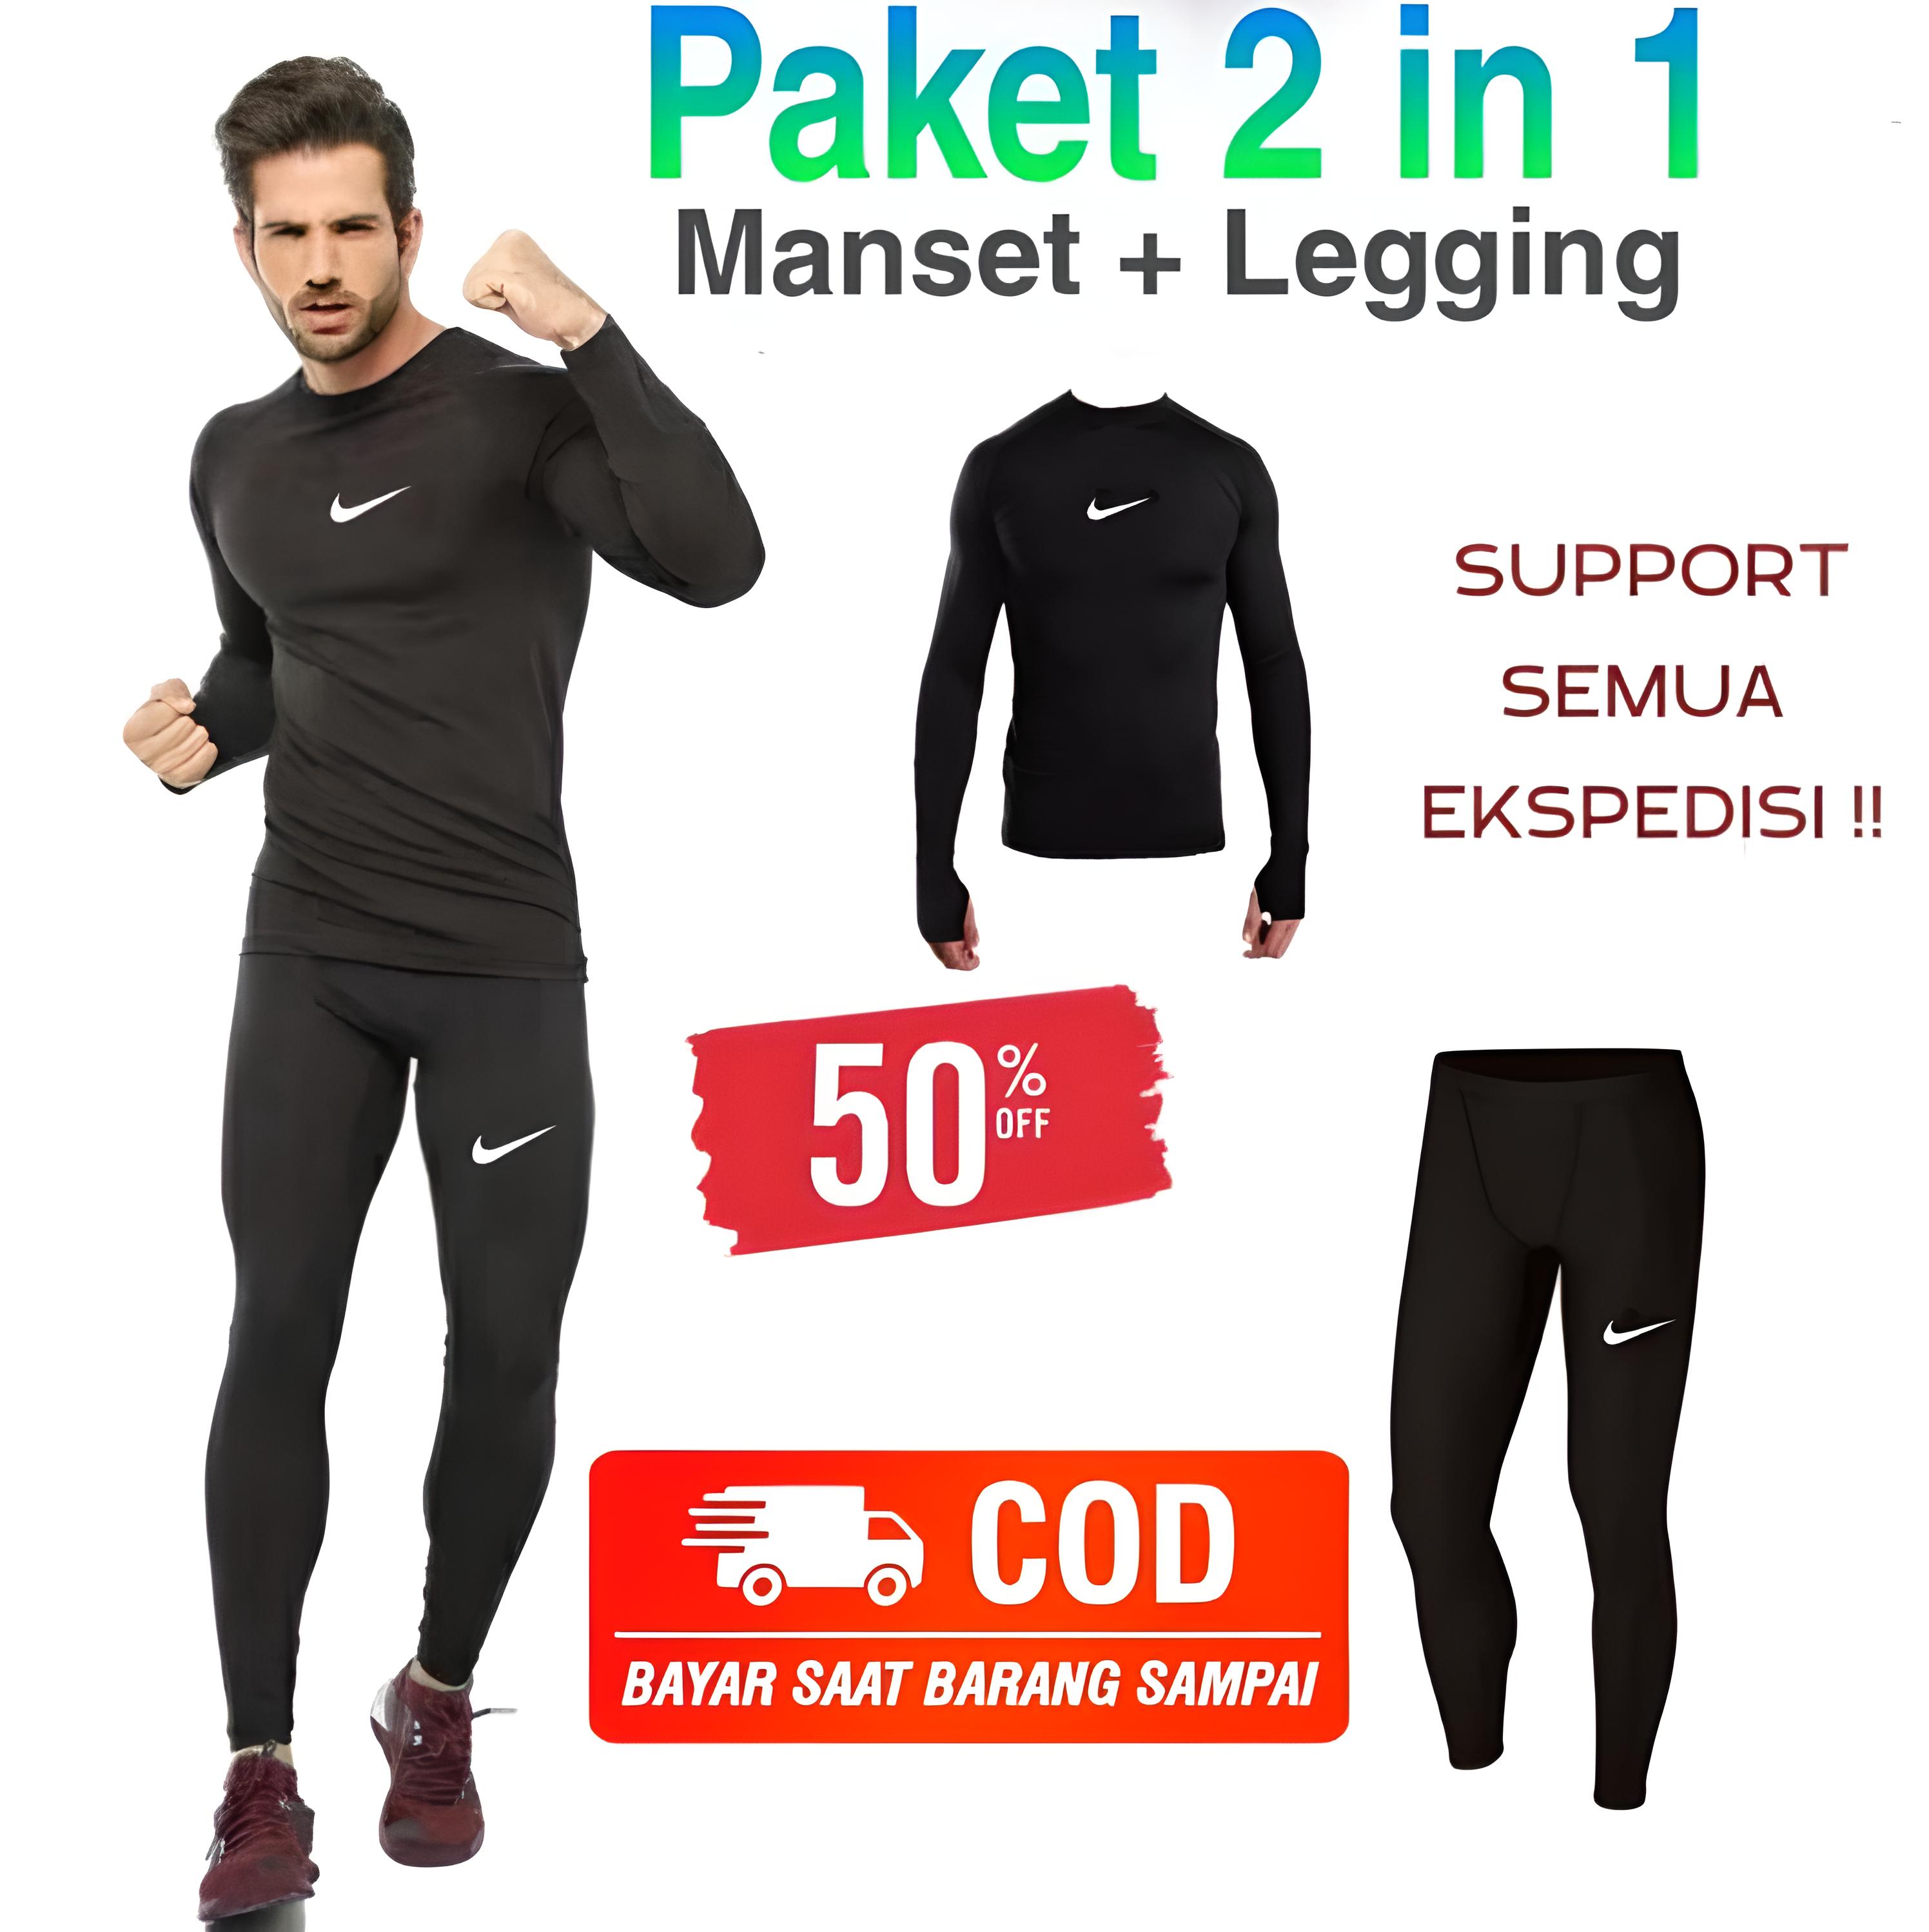 Paket 2 in 1
Manset + Legging
SUPPORT
SEMUA
EKSPEDISI !!
50% OFF
COD
BAYAR SAAT BARANG SAMPAI